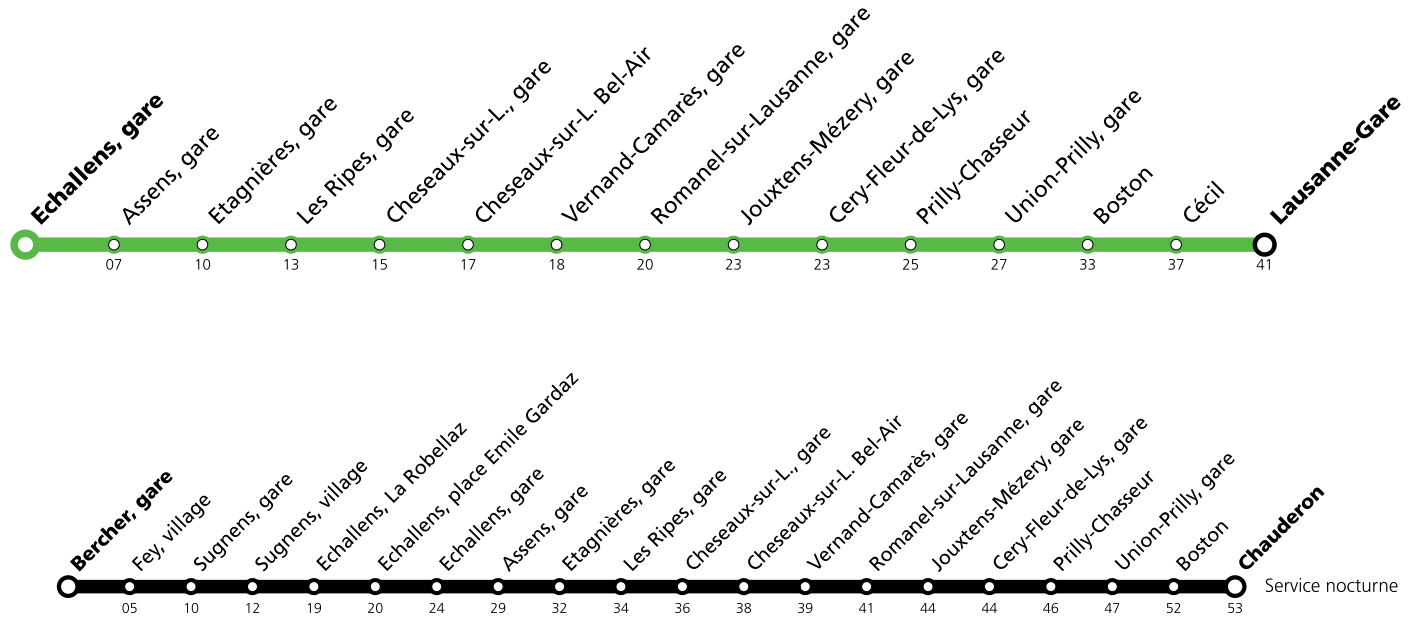 Echallens, gare
Assens, gare
Etagnières, gare
Les Ripes, gare
Cheseaux-sur-L., gare
Cheseaux-sur-L. Bel-Air
Vernand-Camarès, gare
Romanel-sur-Lausanne, gare
Jouxtens-Mézery, gare
Cery-Fleur-de-Lys, gare
Prilly-Chasseur
Union-Prilly, gare
Boston
Cécil
Lausanne-Gare
07 10 13 15 17 18 20 23 23 25 27 33 37 41
Bercher, gare
Fey, village
Sugnens, gare
Sugnens, village
Echallens, La Robellaz
Echallens, place Emile Gardaz
Echallens, gare
Assens, gare
Etagnières, gare
Les Ripes, gare
Cheseaux-sur-L., gare
Cheseaux-sur-L. Bel-Air
Vernand-Camarès, gare
Romanel-sur-Lausanne, gare
Jouxtens-Mézery, gare
Cery-Fleur-de-Lys, gare
Prilly-Chasseur
Union-Prilly, gare
Boston
Chauderon
Service nocturne
05 10 12 19 20 24 29 32 34 36 38 39 41 44 44 46 47 52 53